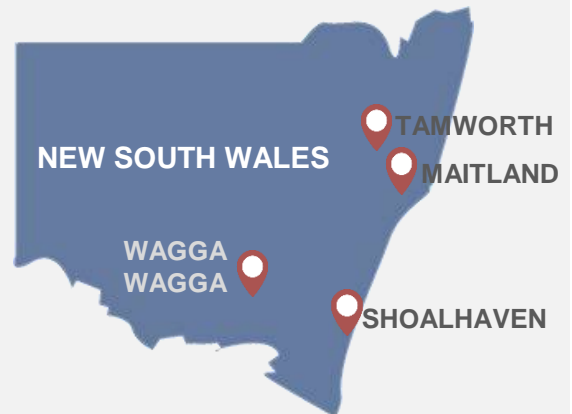 TAMWORTH
NEW SOUTH WALES
MAITLAND
WAGGA
WAGGA
SHOALHAVEN